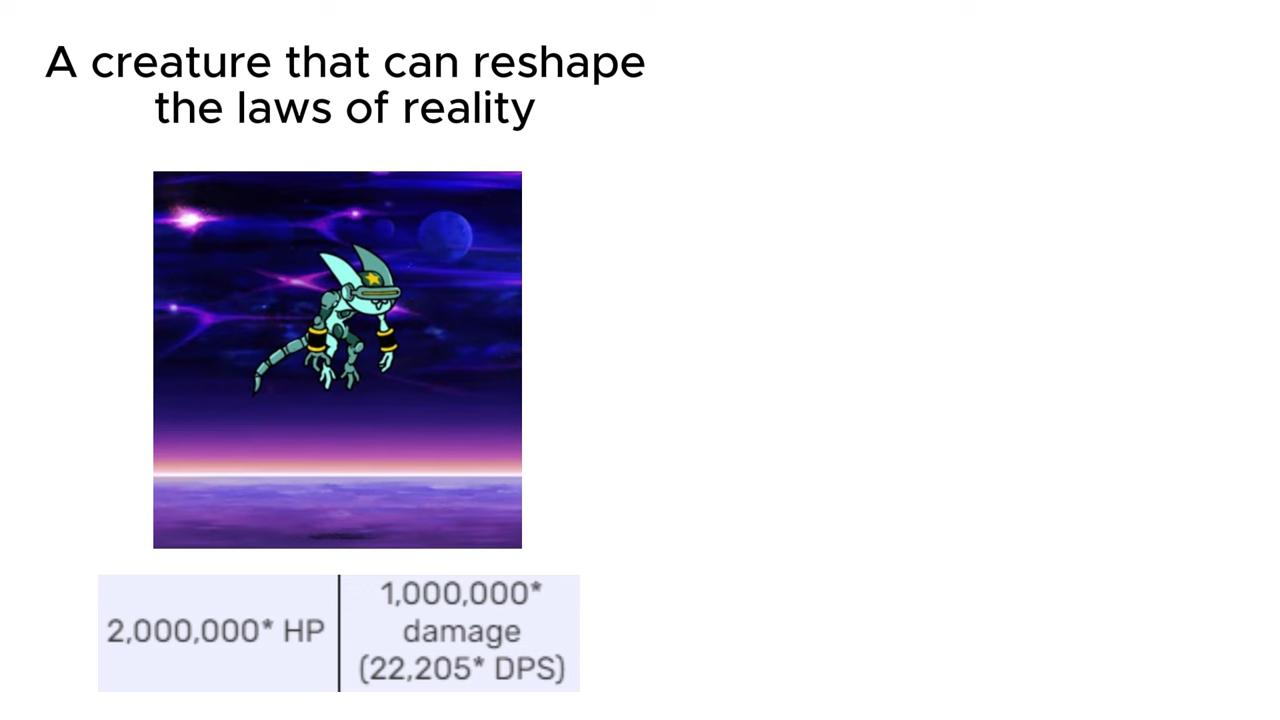 A creature that can reshape
the laws of reality
2,000,000* HP
1,000,000*
damage
(22,205* DPS)